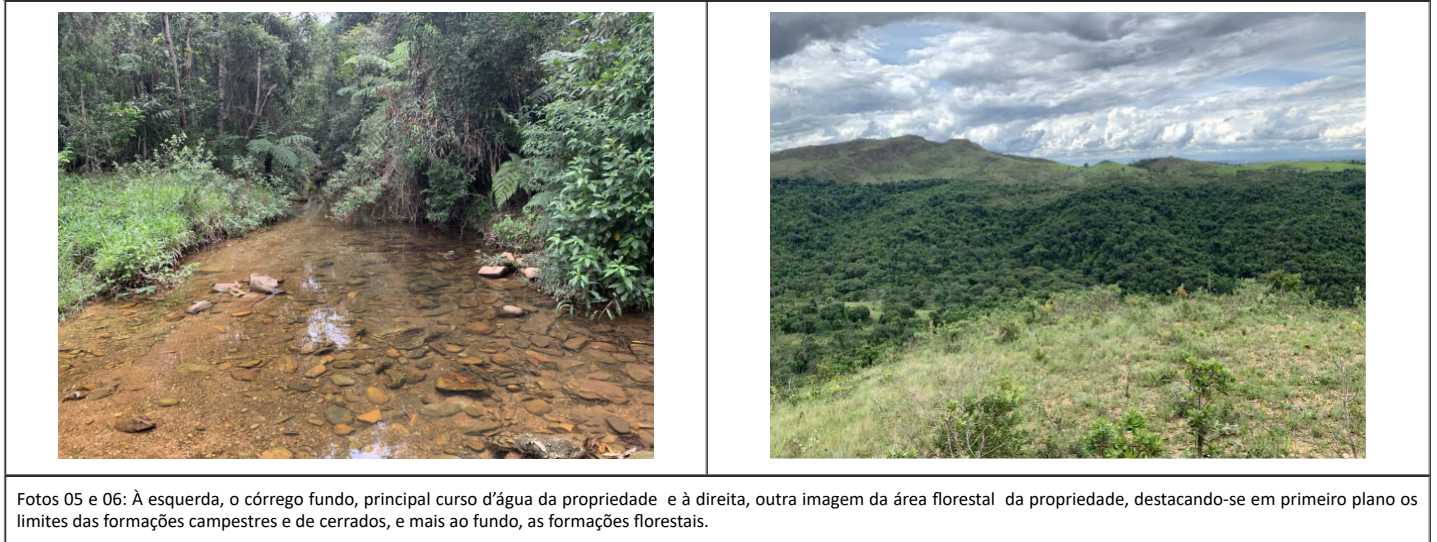 Fotos 05 e 06: À esquerda, o córrego fundo, principal curso d’água da propriedade e à direita, outra imagem da área florestal da propriedade, destacando-se em primeiro plano os
limites das formações campestres e de cerrados, e mais ao fundo, as formações florestais.